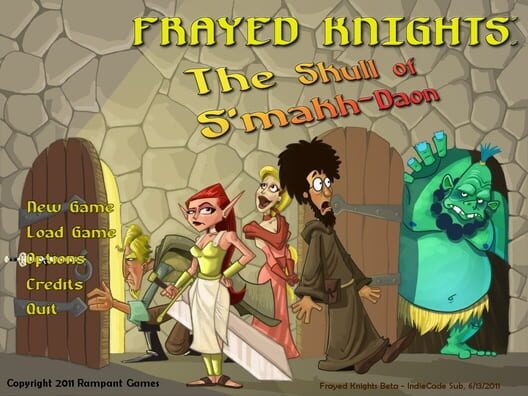 FRAYED KNIGHTS:
The Skull of
S'makh-Daon
New Game
Load Game
Options
Credits
Quit
Copyright 2011 Rampant Games
Frayed Knights Beta - IndieCade Sub, 6/13/2011